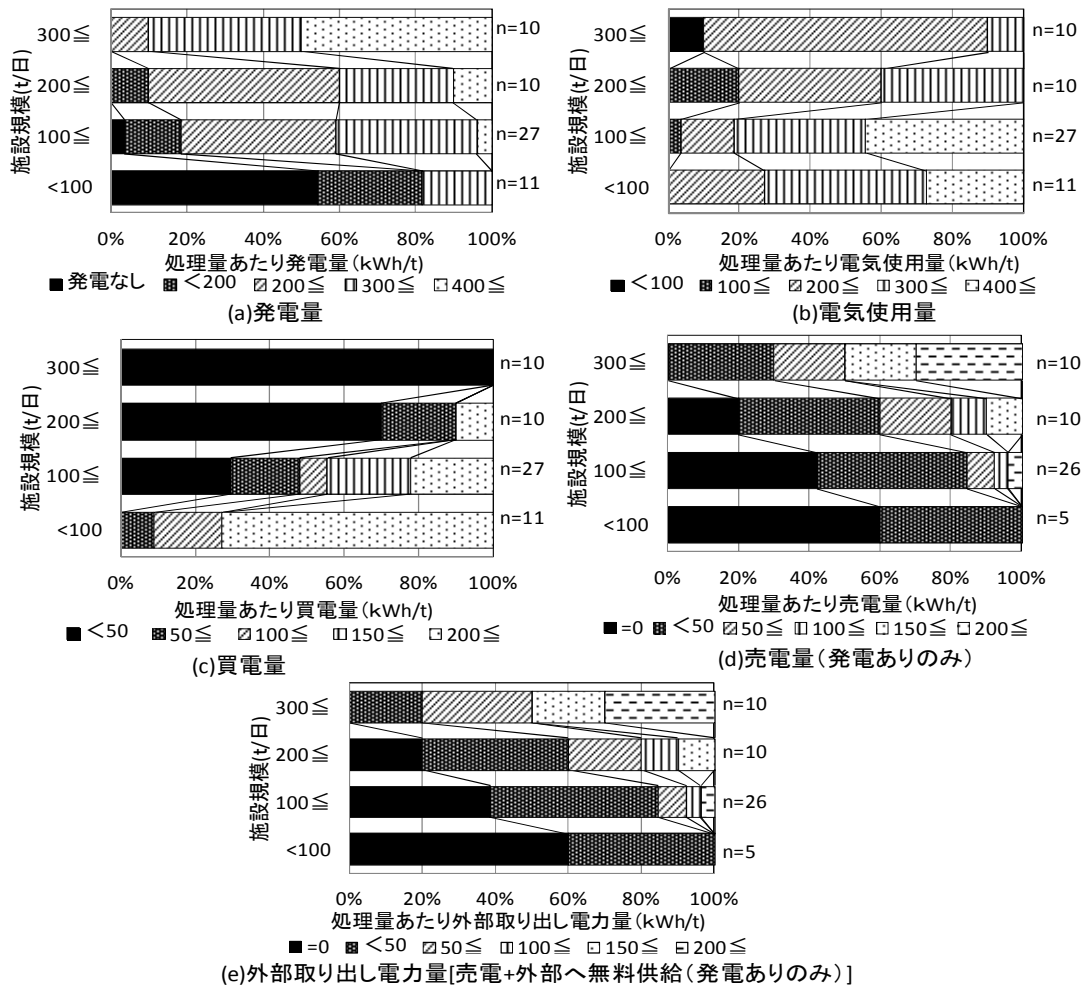 施設規模(t/日)
300≦
200≦
100≦
<100
n=10
n=10
n=27
n=11
0% 20% 40% 60% 80% 100%
処理量あたり発電量(kWh/t)
発電なし <200 200≦ 300≦ 400≦
(a)発電量
施設規模(t/日)
300≦
200≦
100≦
<100
n=10
n=10
n=27
n=11
0% 20% 40% 60% 80% 100%
処理量あたり電気使用量(kWh/t)
<100 100≦ 200≦ 300≦ 400≦
(b)電気使用量
施設規模(t/日)
300≦
200≦
100≦
<100
n=10
n=10
n=27
n=11
0% 20% 40% 60% 80% 100%
処理量あたり買電量(kWh/t)
<50 50≦ 100≦ 150≦ 200≦
(c)買電量
施設規模(t/日)
300≦
200≦
100≦
<100
n=10
n=10
n=26
n=5
0% 20% 40% 60% 80% 100%
処理量あたり売電量(kWh/t)
=0 <50 50≦ 100≦ 150≦ 200≦
(d)売電量(発電ありのみ)
施設規模(t/日)
300≦
200≦
100≦
<100
n=10
n=10
n=26
n=5
0% 20% 40% 60% 80% 100%
処理量あたり外部取り出し電力量(kWh/t)
=0 <50 50≦ 100≦ 150≦ 200≦
(e)外部取り出し電力量[売電+外部へ無料供給(発電ありのみ)]